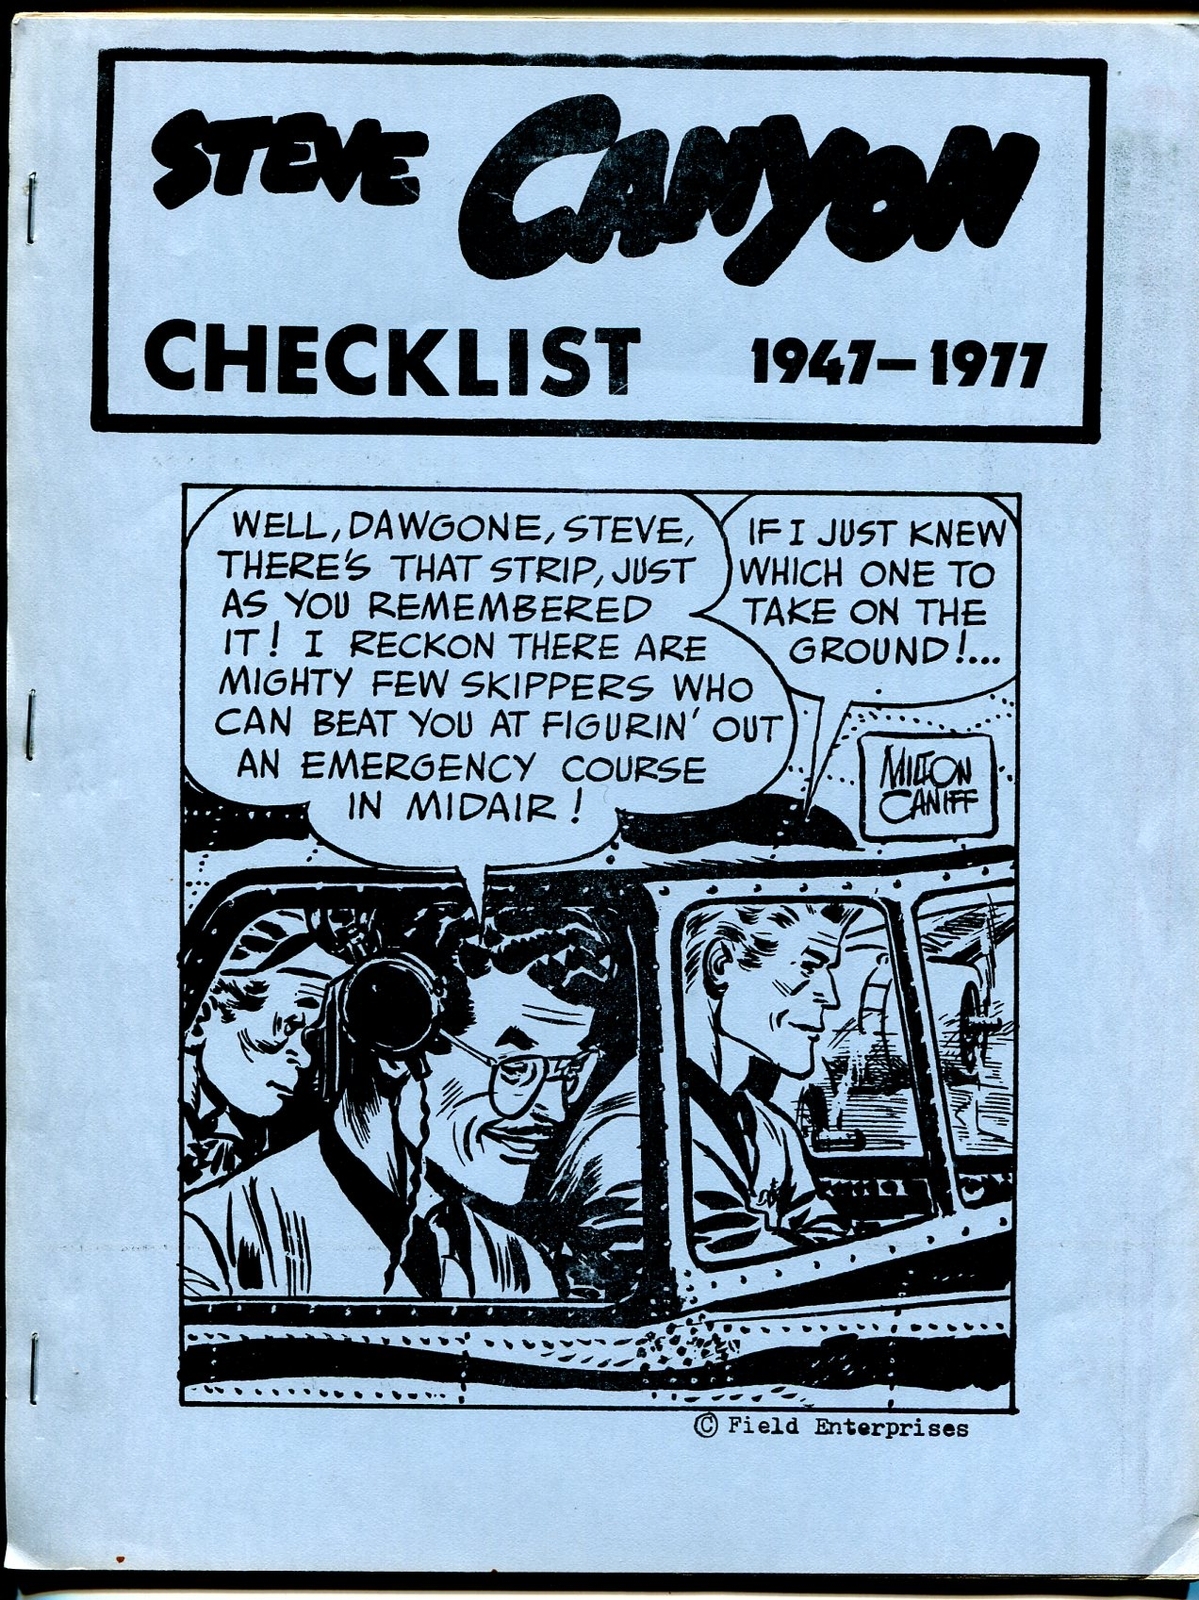 STEVE CANYON
CHECKLIST 1947-1977
WELL, DAWGONE, STEVE,
THERE'S THAT STRIP, JUST
AS YOU REMEMBERED
IT! I RECKON THERE ARE
MIGHTY FEW SKIPPERS WHO
CAN BEAT YOU AT FIGURIN' OUT
AN EMERGENCY COURSE
IN MIDAIR!
IF I JUST KNEW
WHICH ONE TO
TAKE ON THE
GROUND!...
MILTON
CANIFF
© Field Enterprises